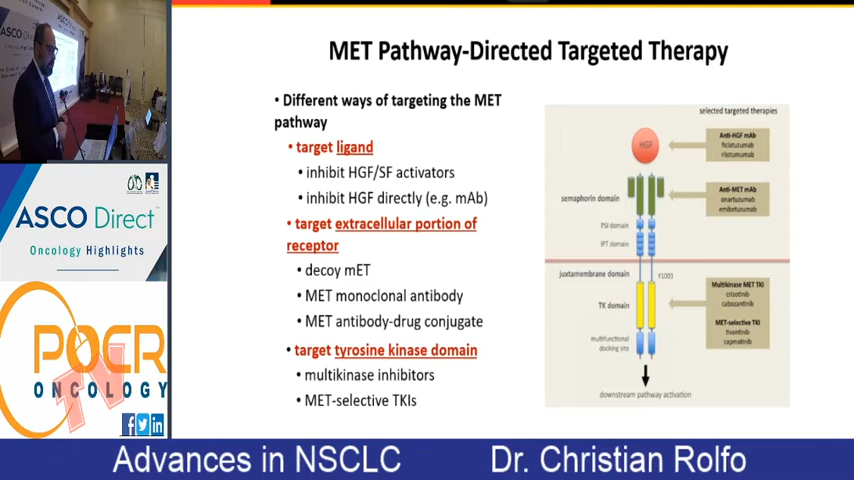 MET Pathway-Directed Targeted Therapy
• Different ways of targeting the MET
pathway
• target ligand
• inhibit HGF/SF activators
• inhibit HGF directly (e.g. mAb)
• target extracellular portion of
receptor
• decoy mET
• MET monoclonal antibody
• MET antibody-drug conjugate
• target tyrosine kinase domain
• multikinase inhibitors
• MET-selective TKIs
selected targeted therapies
HGF
Anti-HGF mAb
ficlatuzumab
rilotumumab
semaphorin domain
Anti-MET mAb
onartuzumab
emibetuzumab
PSI domain
IPT domain
juxtamembrane domain
Y1003
TK domain
Multikinase MET TKI
crizotinib
cabozantinib
MET-selective TKI
tivantinib
capmatinib
multifunctional
docking site
downstream pathway activation
ASCO Direct
ASCO Direct™
Oncology Highlights
POCR
ONCOLOGY
TV
Advances in NSCLC
Dr. Christian Rolfo